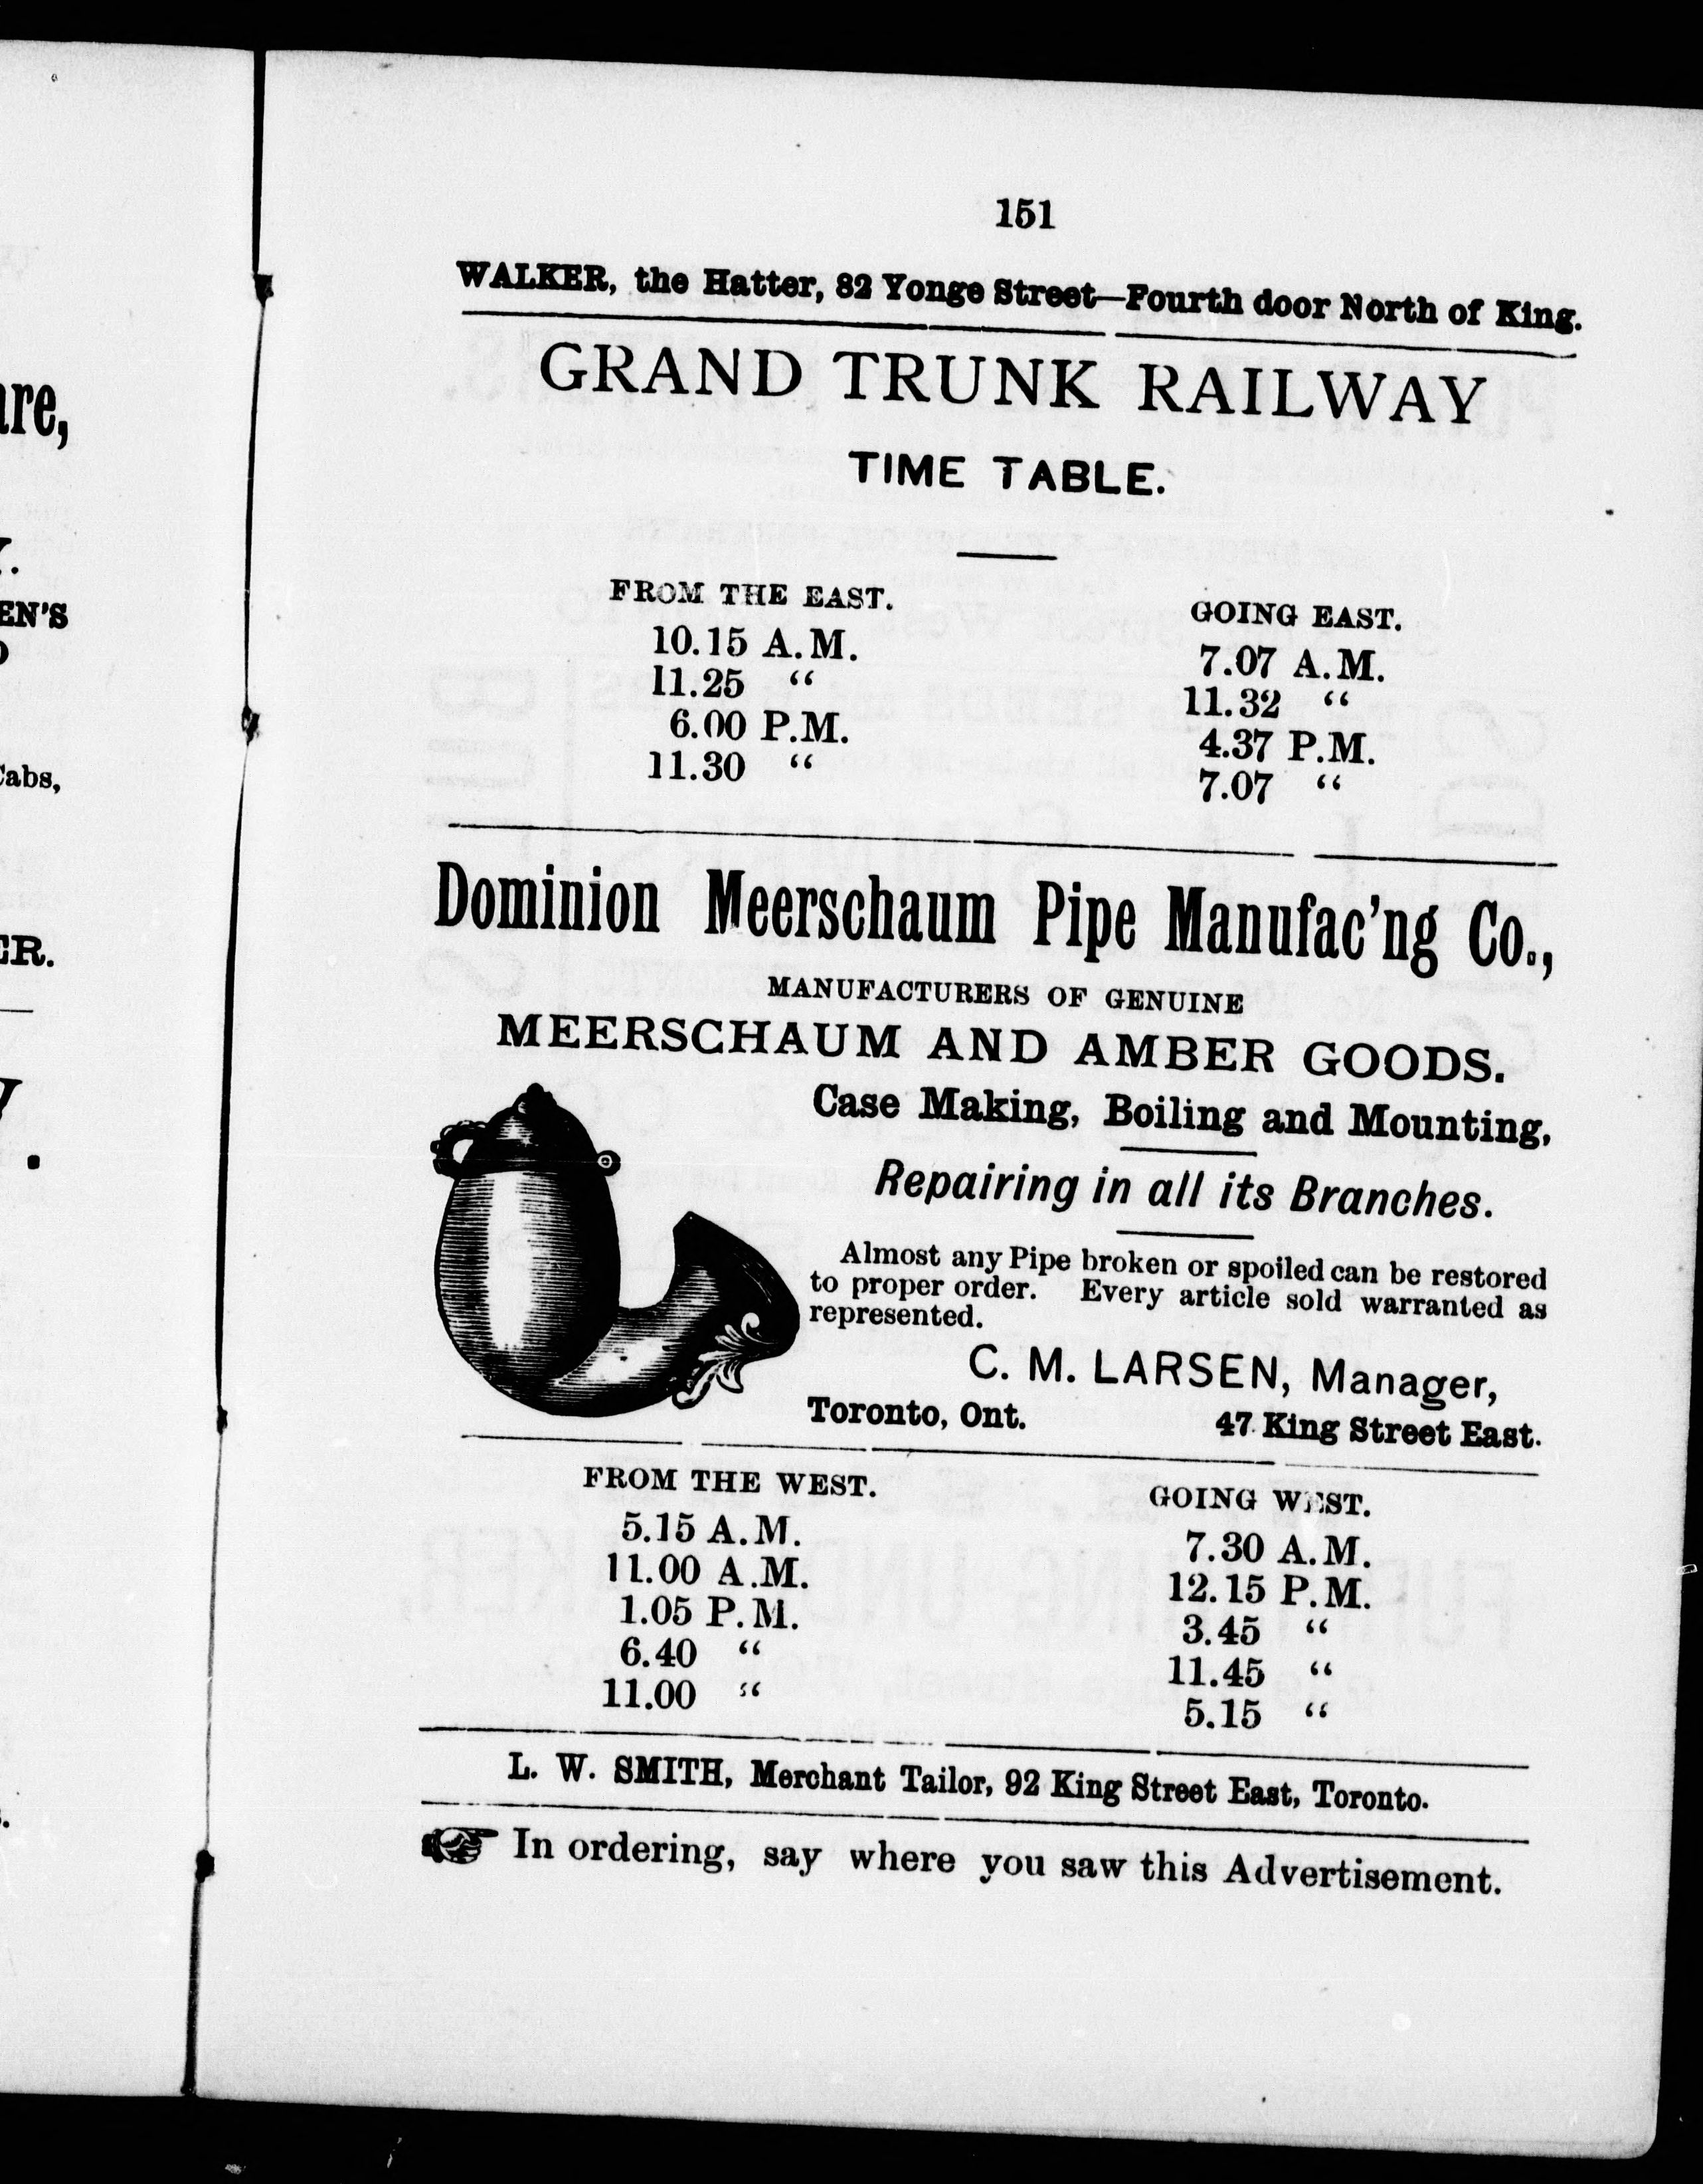 are,
EN'S
Cabs,
ER.
151
WALKER, the Hatter, 82 Yonge Street—Fourth door North of King.
GRAND TRUNK RAILWAY
TIME TABLE.
FROM THE EAST.
10.15 A.M.
11.25 "
6.00 P.M.
11.30 "
GOING EAST.
7.07 A.M.
11.32 "
4.37 P.M.
7.07 "
Dominion Meerschaum Pipe Manufac'ng Co.,
MANUFACTURERS OF GENUINE
MEERSCHAUM AND AMBER GOODS.
Case Making, Boiling and Mounting,
Repairing in all its Branches.
Almost any Pipe broken or spoiled can be restored
to proper order. Every article sold warranted as
represented.
C. M. LARSEN, Manager,
Toronto, Ont. 47 King Street East.
FROM THE WEST.
5.15 A.M.
11.00 A.M.
1.05 P.M.
6.40 "
11.00 "
GOING WEST.
7.30 A.M.
12.15 P.M.
3.45 "
11.45 "
5.15 "
L. W. SMITH, Merchant Tailor, 92 King Street East, Toronto.
☞ In ordering, say where you saw this Advertisement.